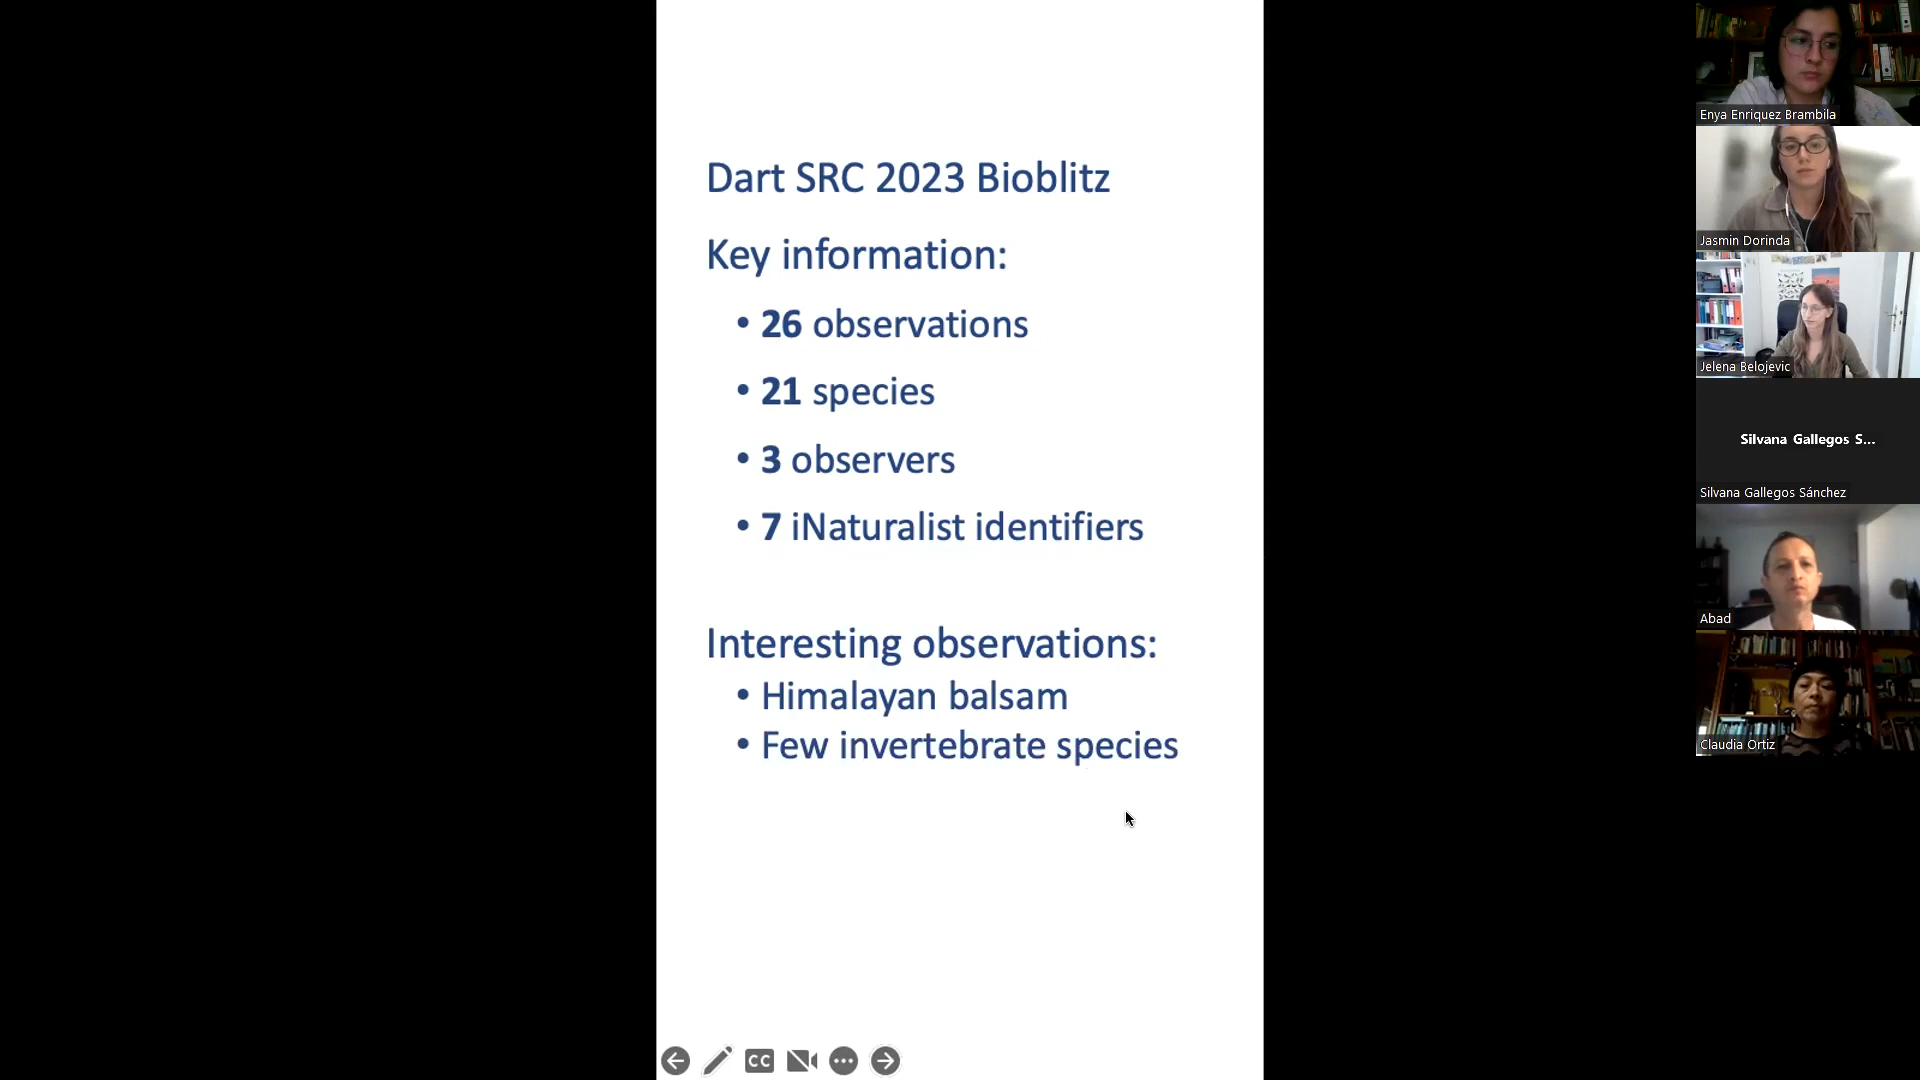 Dart SRC 2023 Bioblitz
Key information:
• 26 observations
• 21 species
• 3 observers
• 7 iNaturalist identifiers
Interesting observations:
• Himalayan balsam
• Few invertebrate species
CC
Enya Enriquez Brambila
Jasmin Dorinda
Jelena Belojevic
Silvana Gallegos S...
Silvana Gallegos Sánchez
Abad
Claudia Ortiz